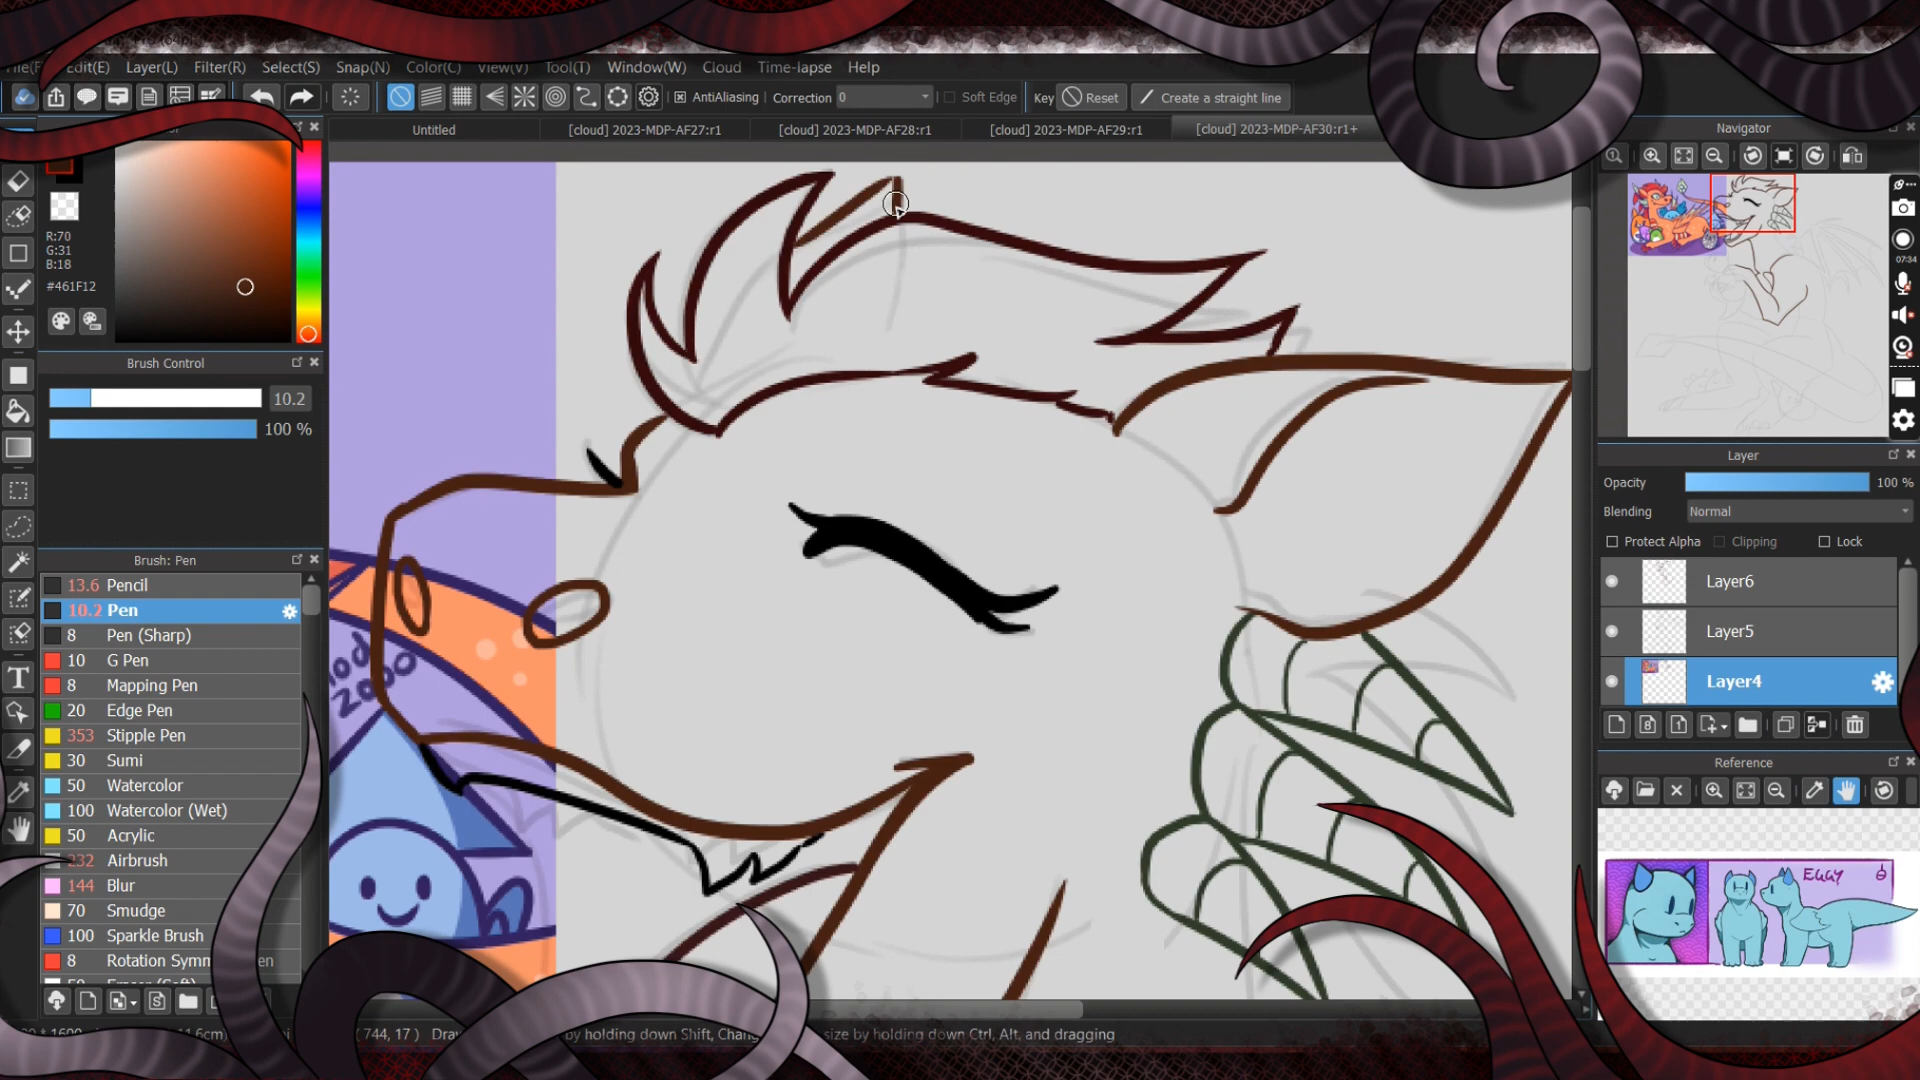 Edit(E) Layer(L) Filter(R) Select(S) Snap(N) Color(C) View(V) Tool(T) Window(W) Cloud Time-lapse Help
AntiAliasing Correction 0 Soft Edge Key Reset Create a straight line
Untitled [cloud] 2023-MDP-AF27:r1 [cloud] 2023-MDP-AF28:r1 [cloud] 2023-MDP-AF29:r1 [cloud] 2023-MDP-AF30:r1+
R:70
G:31
B:18
#461F12
Brush Control
10.2
100 %
Brush: Pen
13.6 Pencil
10.2 Pen
8 Pen (Sharp)
10 G Pen
8 Mapping Pen
20 Edge Pen
353 Stipple Pen
30 Sumi
50 Watercolor
100 Watercolor (Wet)
50 Acrylic
232 Airbrush
144 Blur
70 Smudge
100 Sparkle Brush
8 Rotation Symm
2000
( 744, 17 ) by holding down Shift, size by holding down Ctrl, Alt, and dragging
Navigator
07:34
Layer
Opacity 100 %
Blending Normal
Protect Alpha Clipping Lock
Layer6
Layer5
Layer4
Reference
EGGY